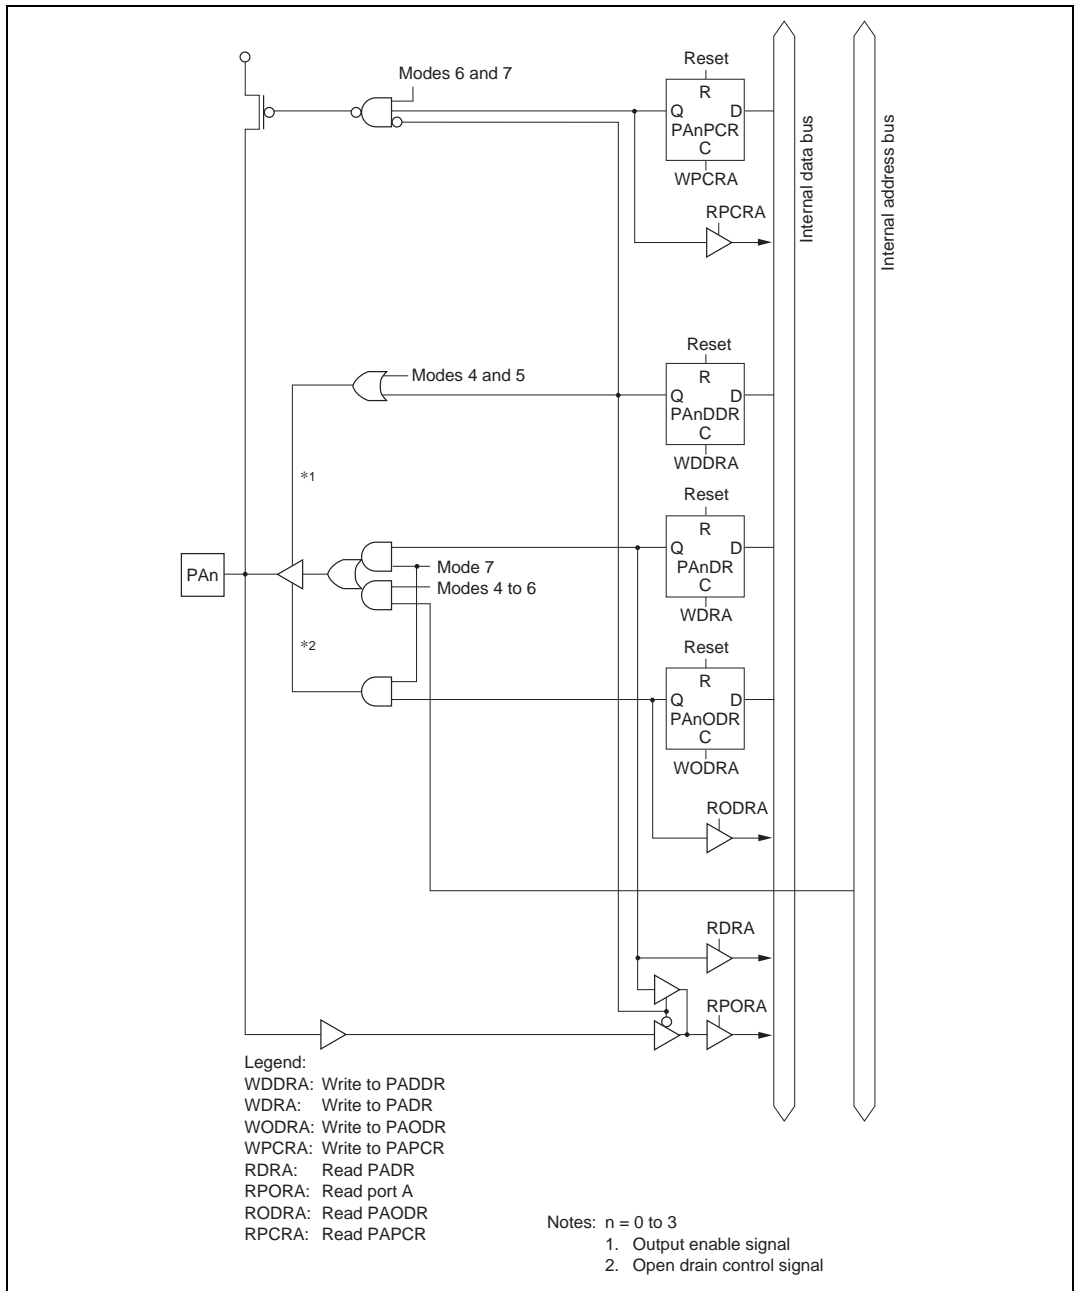 Modes 6 and 7
Reset
R
Q D
PAnPCR
C
WPCRA
RPCRA
Internal data bus
Internal address bus
Reset
R
Modes 4 and 5
Q D
PAnDDR
C
WDDRA
*1
Reset
R
Q D
PAn
Mode 7
PAnDR
Modes 4 to 6
C
WDRA
*2
Reset
R
Q D
PAnODR
C
WODRA
RODRA
RDRA
RPORA
Legend:
WDDRA: Write to PADDR
WDRA: Write to PADR
WODRA: Write to PAODR
WPCRA: Write to PAPCR
RDRA: Read PADR
RPORA: Read port A
RODRA: Read PAODR
RPCRA: Read PAPCR
Notes: n = 0 to 3
1. Output enable signal
2. Open drain control signal